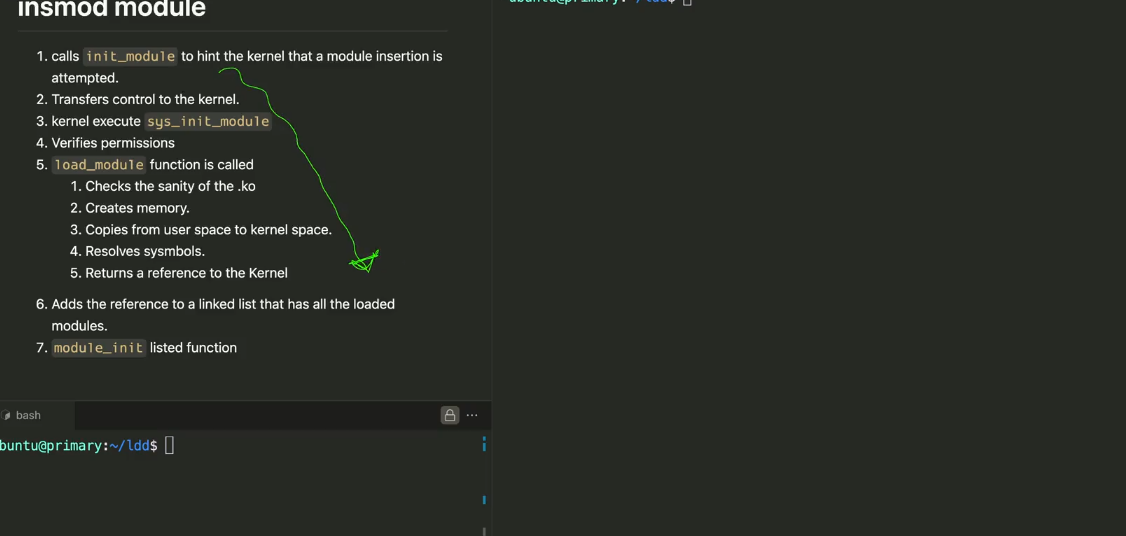 insmod module
1. calls init_module to hint the kernel that a module insertion is
attempted.
2. Transfers control to the kernel.
3. kernel execute sys_init_module
4. Verifies permissions
5. load_module function is called
1. Checks the sanity of the .ko
2. Creates memory.
3. Copies from user space to kernel space.
4. Resolves sysmbols.
5. Returns a reference to the Kernel
6. Adds the reference to a linked list that has all the loaded
modules.
7. module_init listed function
bash
buntu@primary:~/ldd$
ubuntu@primary:~/ldd$